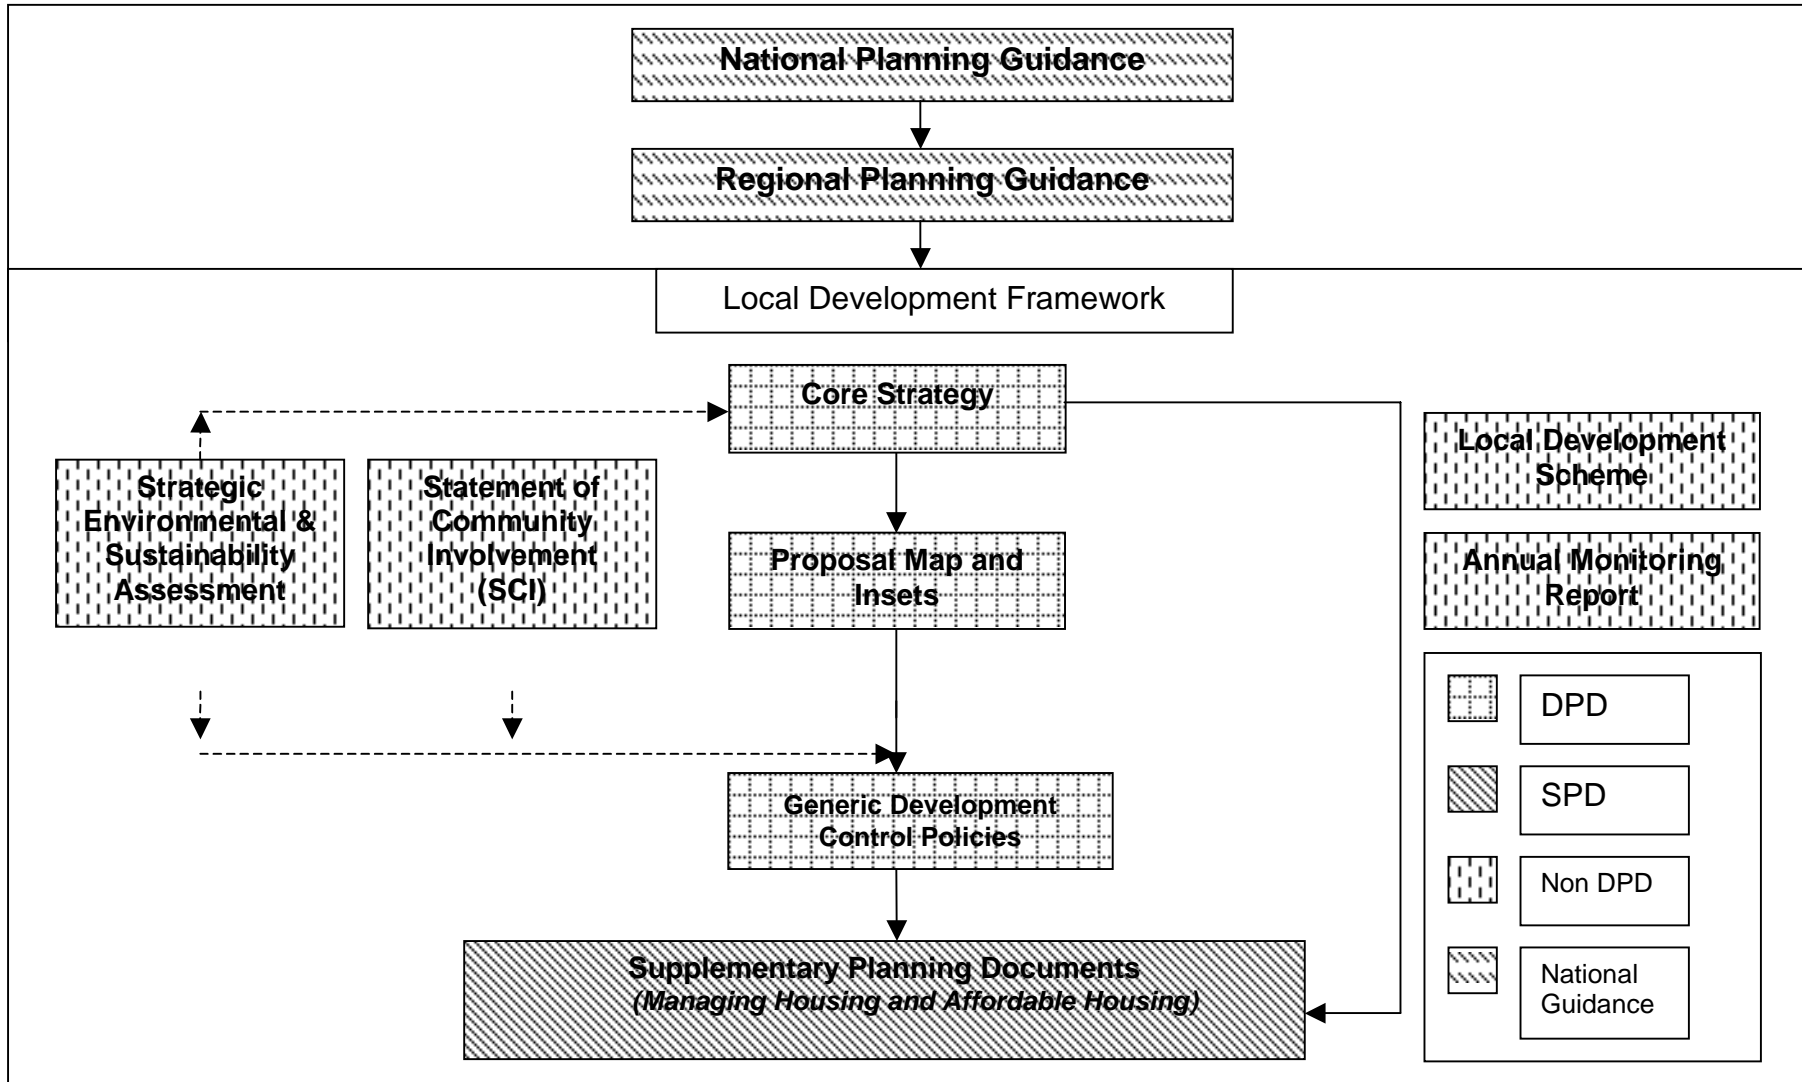 National Planning Guidance
Regional Planning Guidance
Local Development Framework
Core Strategy
Strategic
Environmental &
Sustainability
Assessment
Statement of
Community
Involvement
(SCI)
Proposal Map and
Insets
Local Development
Scheme
Annual Monitoring
Report
Generic Development
Control Policies
Supplementary Planning Documents
(Managing Housing and Affordable Housing)
DPD
SPD
Non DPD
National
Guidance